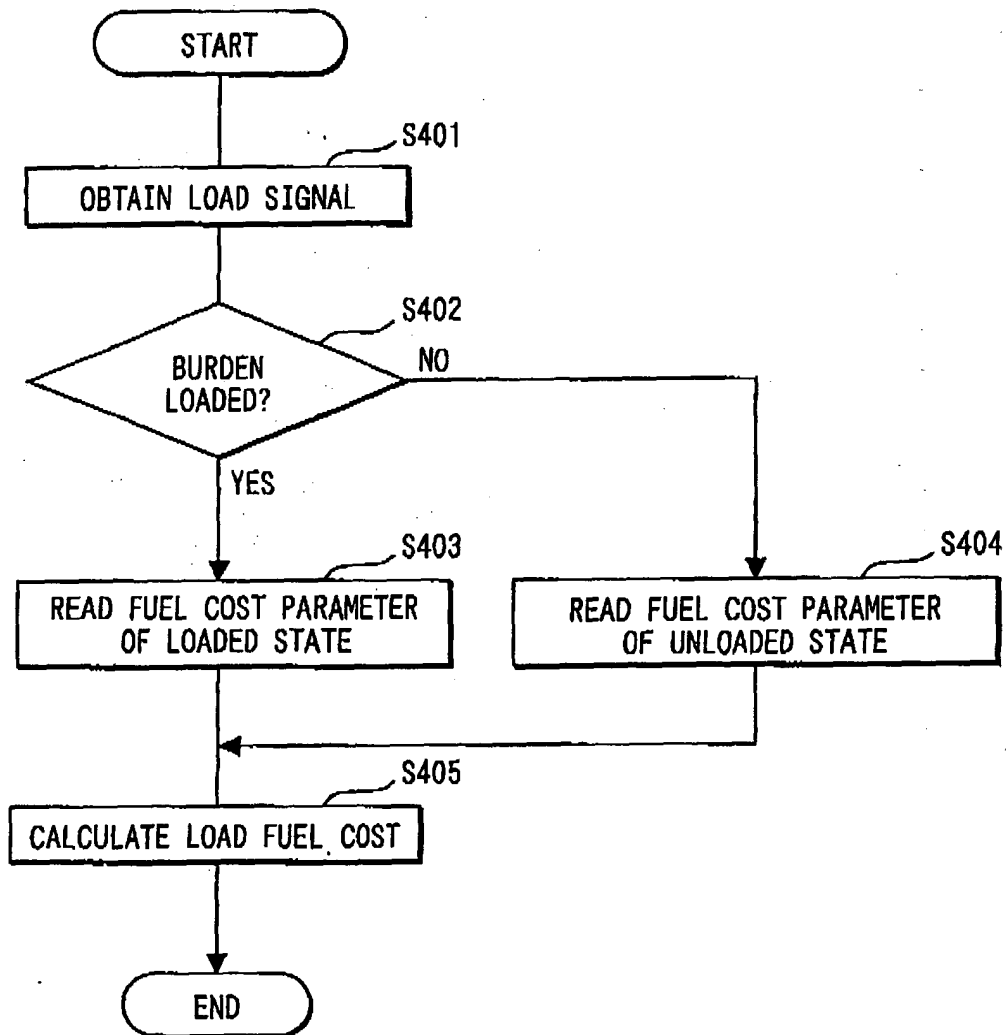 START
S401
OBTAIN LOAD SIGNAL
S402
BURDEN
LOADED?
NO
YES
S403
READ FUEL COST PARAMETER
OF LOADED STATE
S404
READ FUEL COST PARAMETER
OF UNLOADED STATE
S405
CALCULATE LOAD FUEL COST
END